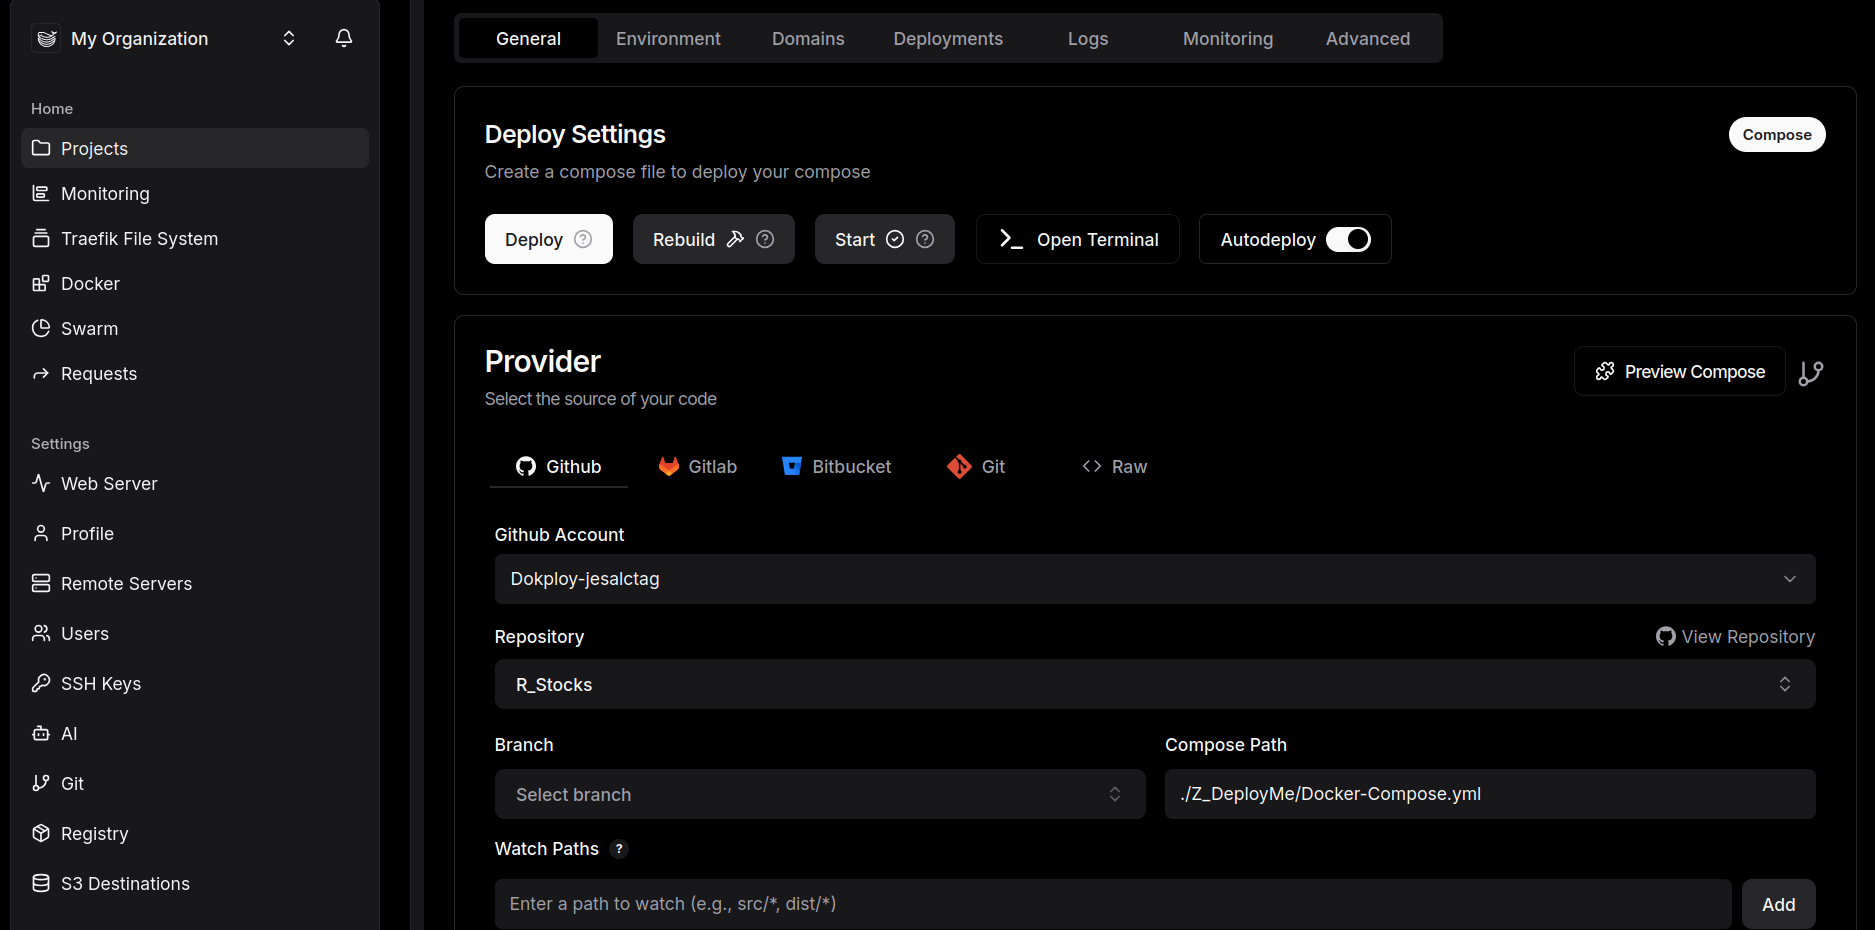 My Organization
Home
Projects
Monitoring
Traefik File System
Docker
Swarm
Requests
Settings
Web Server
Profile
Remote Servers
Users
SSH Keys
AI
Git
Registry
S3 Destinations
General Environment Domains Deployments Logs Monitoring Advanced
Deploy Settings
Compose
Create a compose file to deploy your compose
Deploy ? Rebuild ? Start ? Open Terminal Autodeploy
Provider
Preview Compose
Select the source of your code
Github Gitlab Bitbucket Git Raw
Github Account
Dokploy-jesalctag
Repository
View Repository
R_Stocks
Branch
Select branch
Compose Path
./Z_DeployMe/Docker-Compose.yml
Watch Paths ?
Enter a path to watch (e.g., src/*, dist/*)
Add